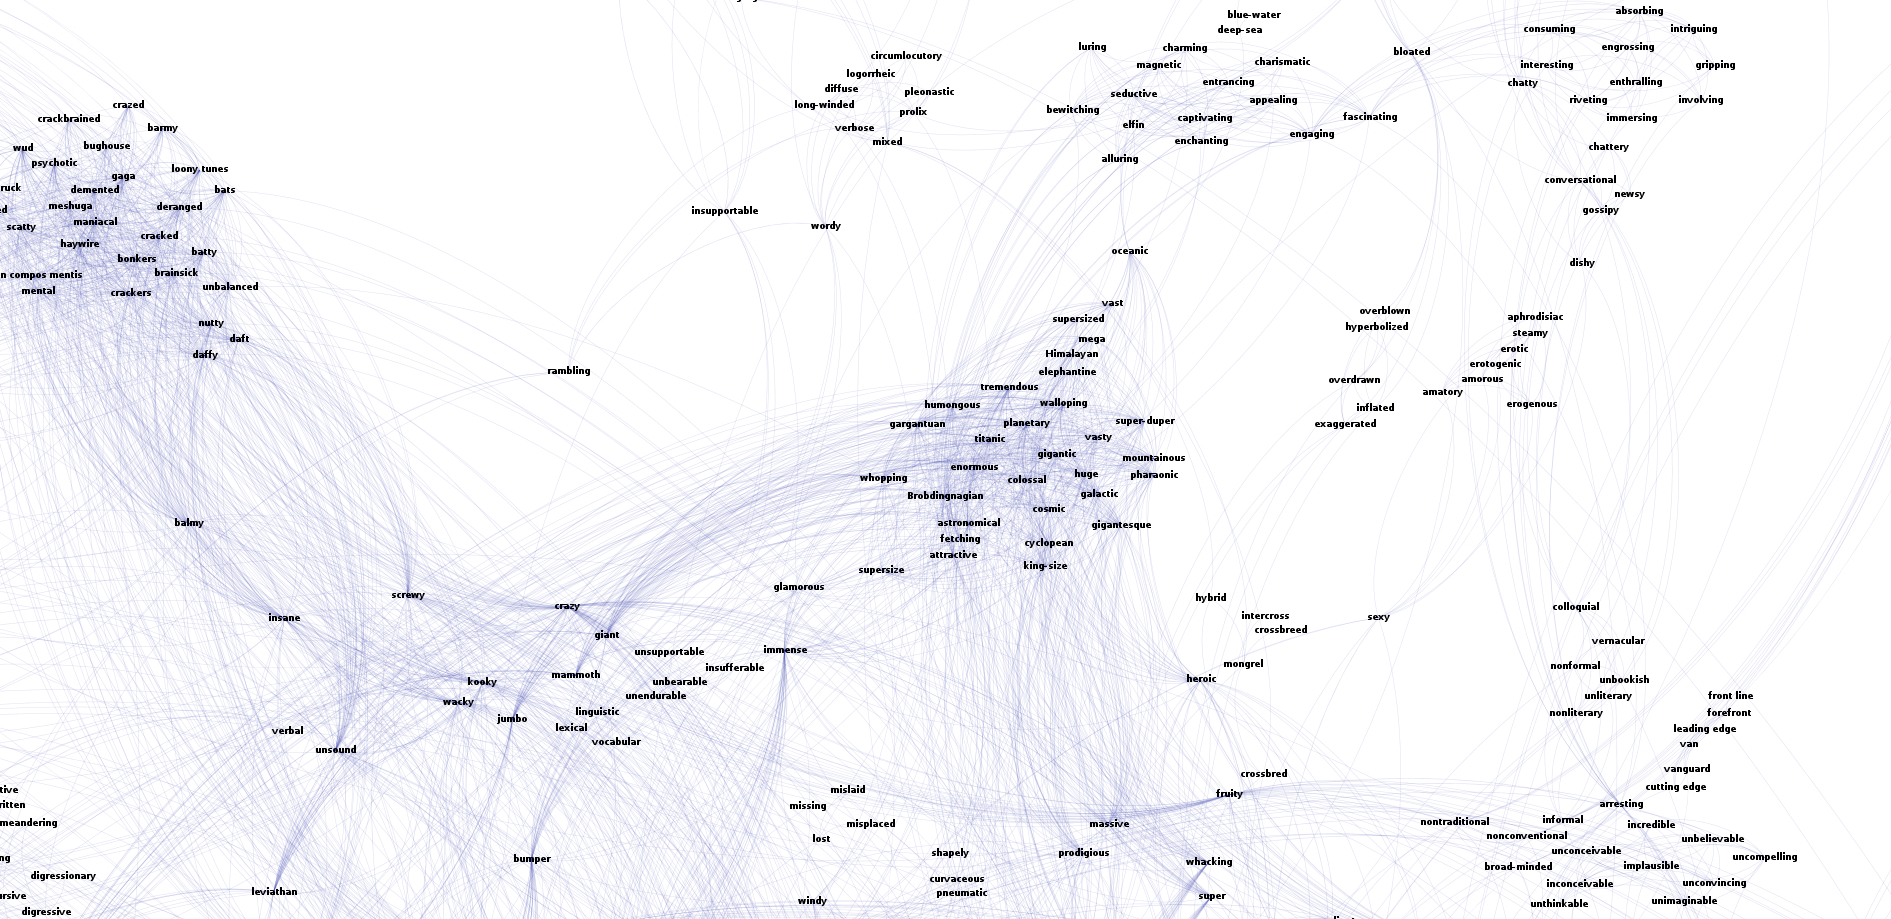 absorbing
blue-water
consuming
intriguing
deep-sea
luring
charming
engrossing
bloated
circumlocutory
charismatic
magnetic
interesting
gripping
logorrheic
entrancing
chatty
enthralling
diffuse
pleonastic
seductive
appealing
riveting
involving
crazed
long-winded
prolix
bewitching
captivating
fascinating
immersing
crackbrained
barmy
verbose
elfin
engaging
mixed
enchanting
wud
bughouse
chattery
psychotic
alluring
loony tunes
gaga
conversational
ruck
demented
bats
newsy
meshuga
deranged
insupportable
gossipy
maniacal
scatty
wordy
cracked
haywire
batty
oceanic
bonkers
dishy
n compos mentis
brainsick
mental
crackers
unbalanced
vast
overblown
supersized
aphrodisiac
nutty
hyperbolized
steamy
daft
mega
erotic
daffy
Himalayan
erotogenic
rambling
elephantine
overdrawn
amorous
tremendous
amatory
humongous
walloping
inflated
erogenous
gargantuan
planetary
super-duper
exaggerated
titanic
vasty
gigantic
mountainous
enormous
huge
pharaonic
whopping
colossal
galactic
Brobdingnagian
cosmic
balmy
astronomical
gigantesque
fetching
cyclopean
attractive
supersize
king-size
glamorous
screwy
hybrid
crazy
colloquial
insane
intercross
sexy
giant
crossbreed
vernacular
unsupportable
immense
insufferable
mongrel
nonformal
mammoth
heroic
unbookish
kooky
unbearable
unendurable
unliterary
front line
wacky
linguistic
nonliterary
forefront
jumbo
lexical
leading edge
verbal
vocabular
van
unsound
vanguard
crossbred
cutting edge
tive
mislaid
fruity
ritten
missing
arresting
meandering
misplaced
massive
nontraditional
informal
incredible
lost
nonconventional
unbelievable
ng
bumper
shapely
prodigious
whacking
unconceivable
uncompelling
digressionary
curvaceous
broad-minded
implausible
leviathan
pneumatic
inconceivable
unconvincing
ursive
windy
super
unthinkable
unimaginable
digressive